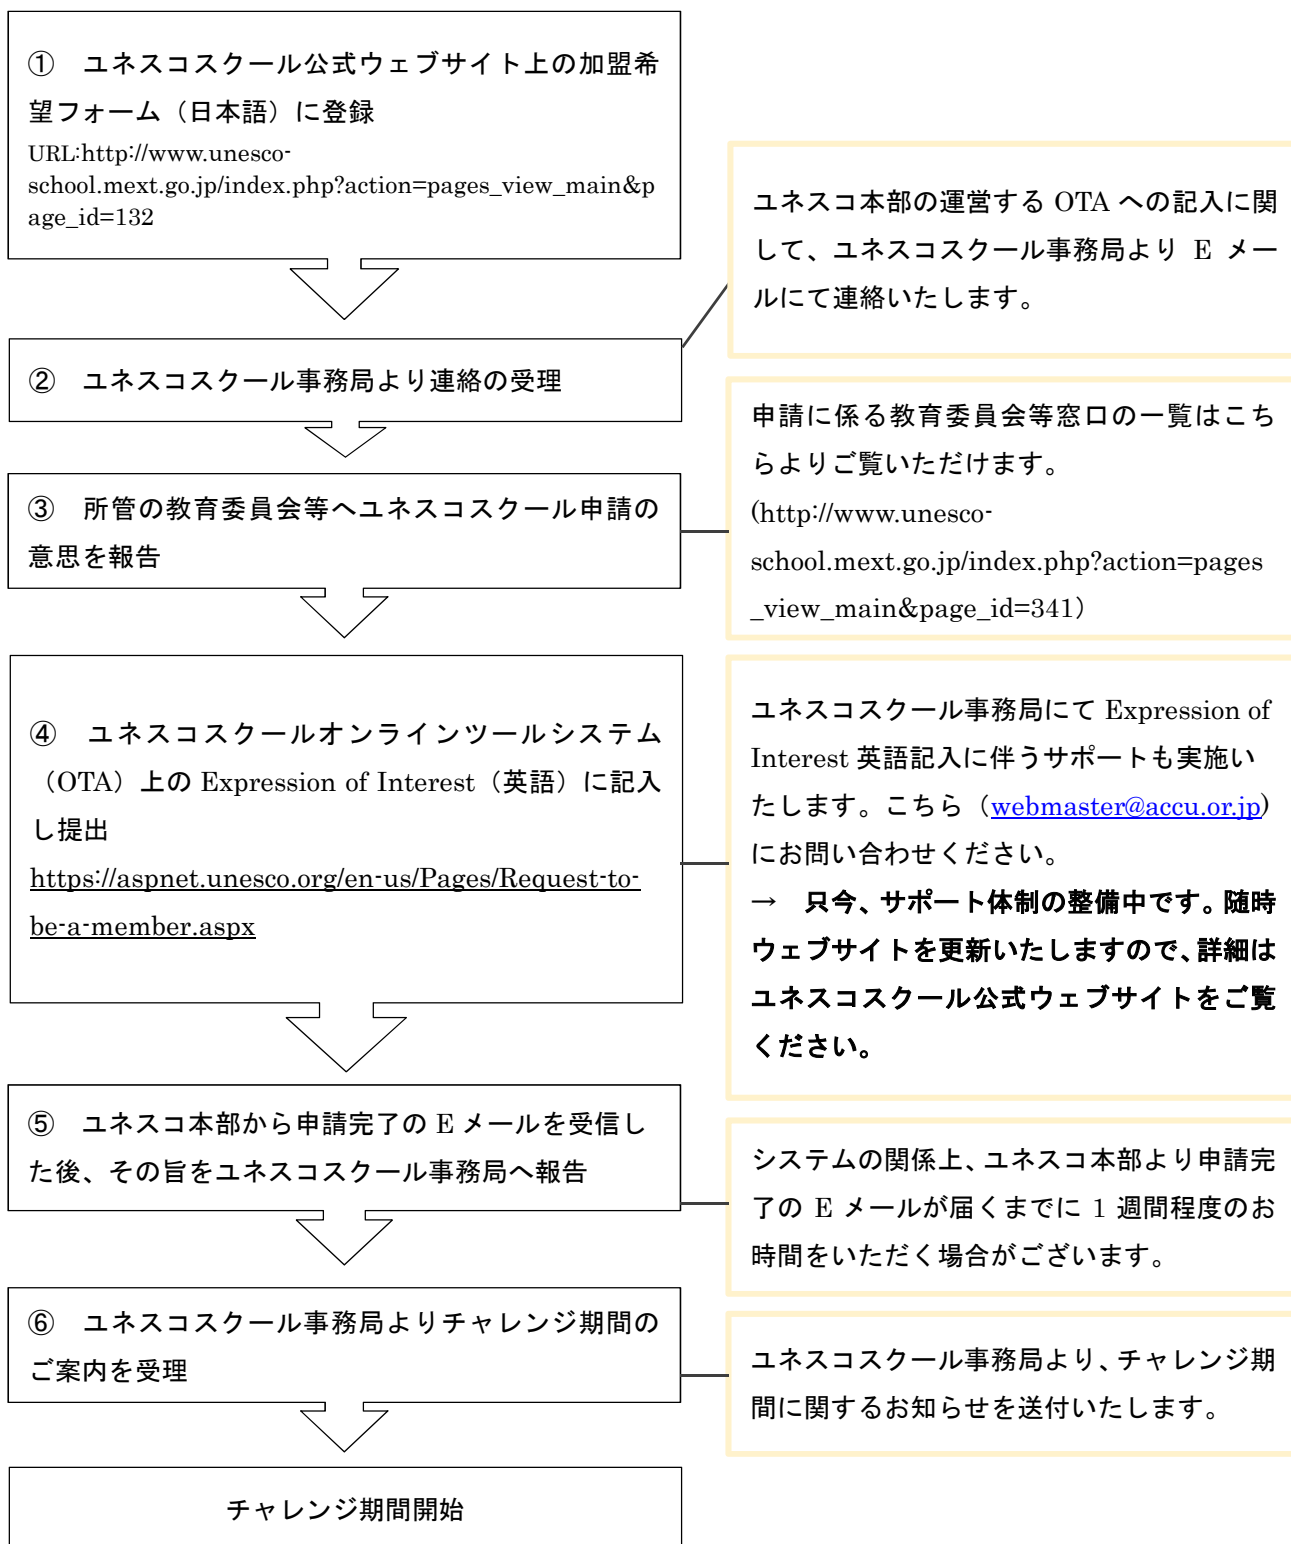 ① ユネスコスクール公式ウェブサイト上の加盟希
望フォーム（日本語）に登録
URL:http://www.unesco-
school.mext.go.jp/index.php?action=pages_view_main&p
age_id=132
ユネスコ本部の運営する OTA への記入に関
して、ユネスコスクール事務局より E メー
ルにて連絡いたします。
② ユネスコスクール事務局より連絡の受理
申請に係る教育委員会等窓口の一覧はこち
らよりご覧いただけます。
(http://www.unesco-
school.mext.go.jp/index.php?action=pages
_view_main&page_id=341）
③ 所管の教育委員会等へユネスコスクール申請の
意思を報告
④ ユネスコスクールオンラインツールシステム
（OTA）上の Expression of Interest（英語）に記入
し提出
https://aspnet.unesco.org/en-us/Pages/Request-to-
be-a-member.aspx
ユネスコスクール事務局にて Expression of
Interest 英語記入に伴うサポートも実施い
たします。こちら（webmaster@accu.or.jp)
にお問い合わせください。
→ 只今、サポート体制の整備中です。随時
ウェブサイトを更新いたしますので、詳細は
ユネスコスクール公式ウェブサイトをご覧
ください。
⑤ ユネスコ本部から申請完了の E メールを受信し
た後、その旨をユネスコスクール事務局へ報告
システムの関係上、ユネスコ本部より申請完
了の E メールが届くまでに 1 週間程度のお
時間をいただく場合がございます。
⑥ ユネスコスクール事務局よりチャレンジ期間の
ご案内を受理
ユネスコスクール事務局より、チャレンジ期
間に関するお知らせを送付いたします。
チャレンジ期間開始